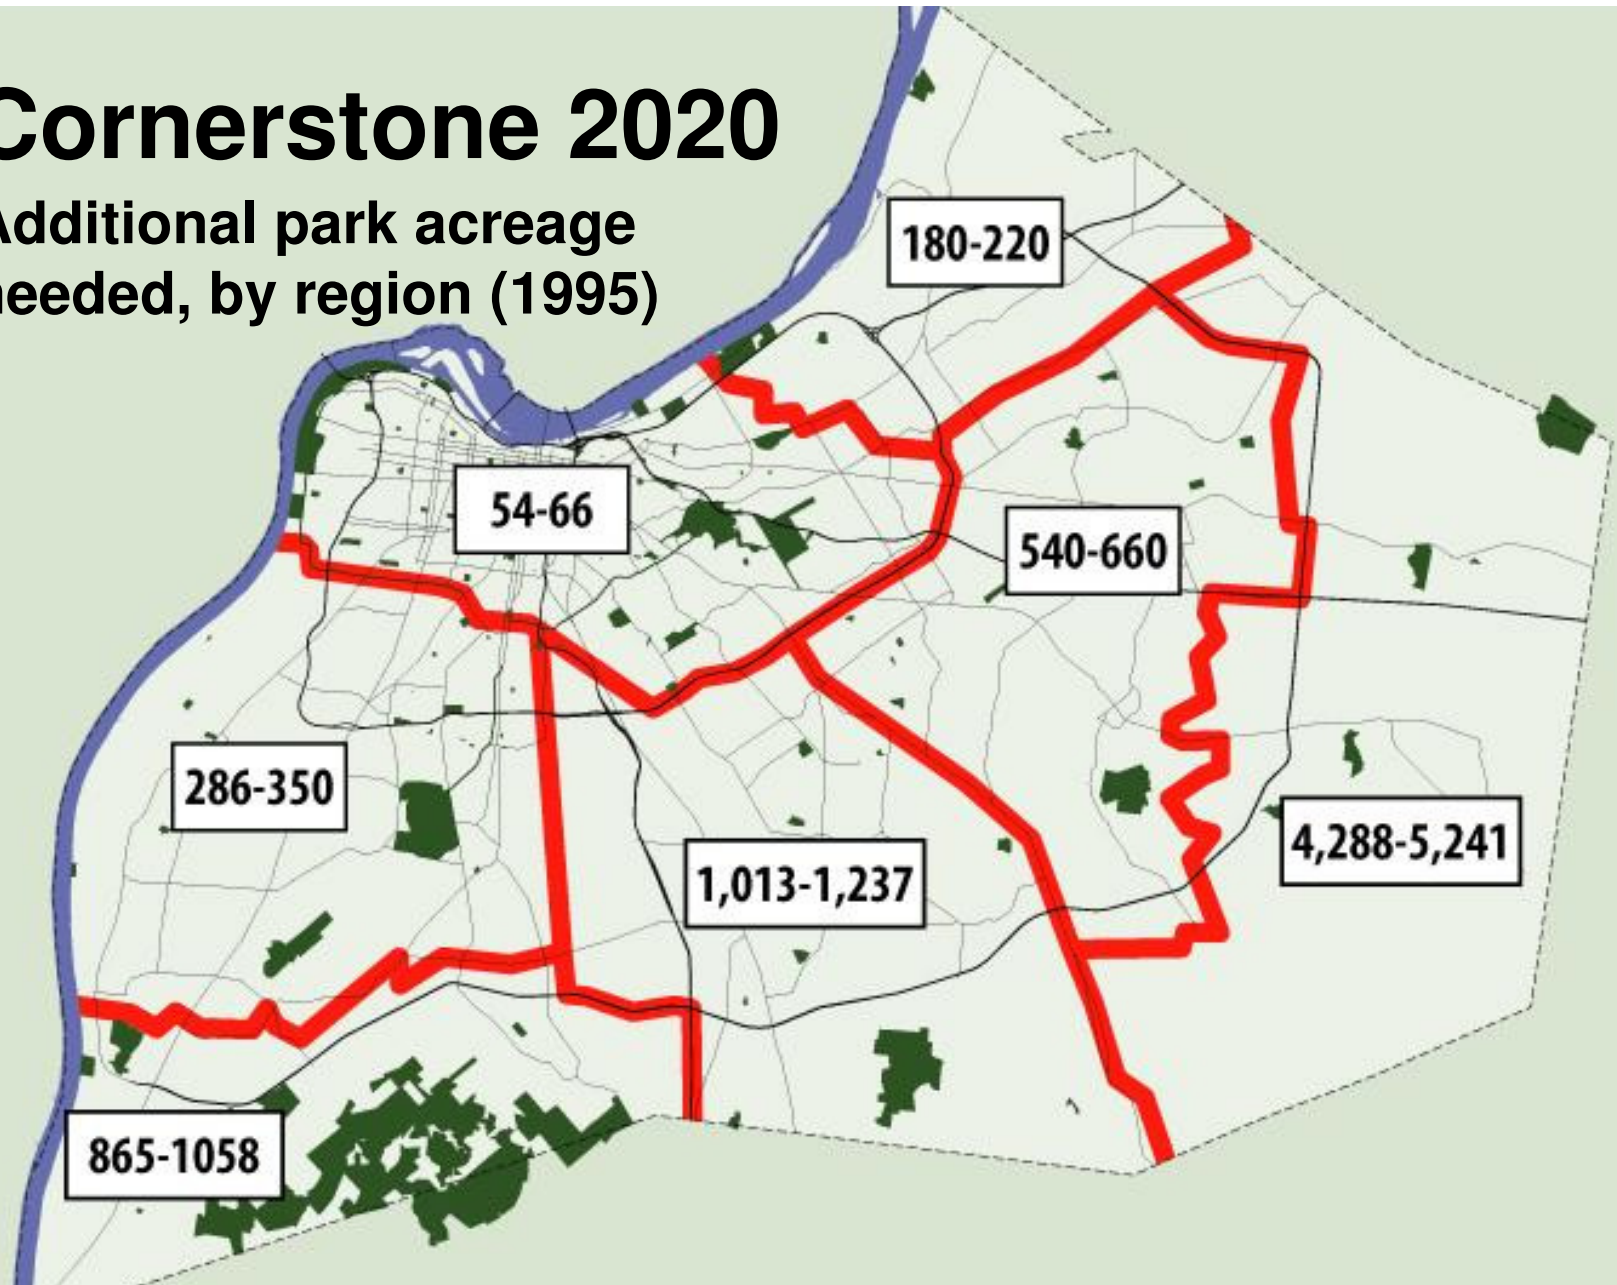 Cornerstone 2020
Additional park acreage
needed, by region (1995)
180-220
54-66
540-660
286-350
4,288-5,241
1,013-1,237
865-1058